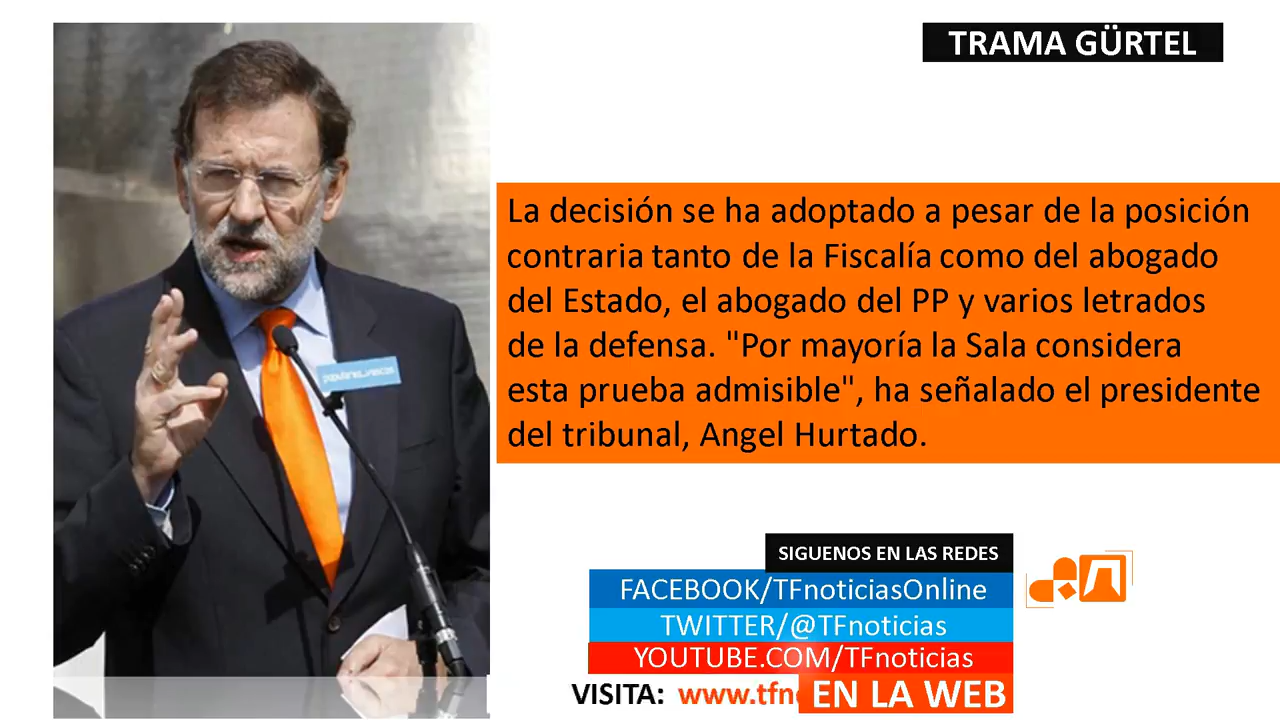 TRAMA GÜRTEL
La decisión se ha adoptado a pesar de la posición
contraria tanto de la Fiscalía como del abogado
del Estado, el abogado del PP y varios letrados
de la defensa. "Por mayoría la Sala considera
esta prueba admisible", ha señalado el presidente
del tribunal, Angel Hurtado.
SIGUENOS EN LAS REDES
FACEBOOK/TFnoticiasOnline
TWITTER/@TFnoticias
YOUTUBE.COM/TFnoticias
VISITA: www.tfn
EN LA WEB